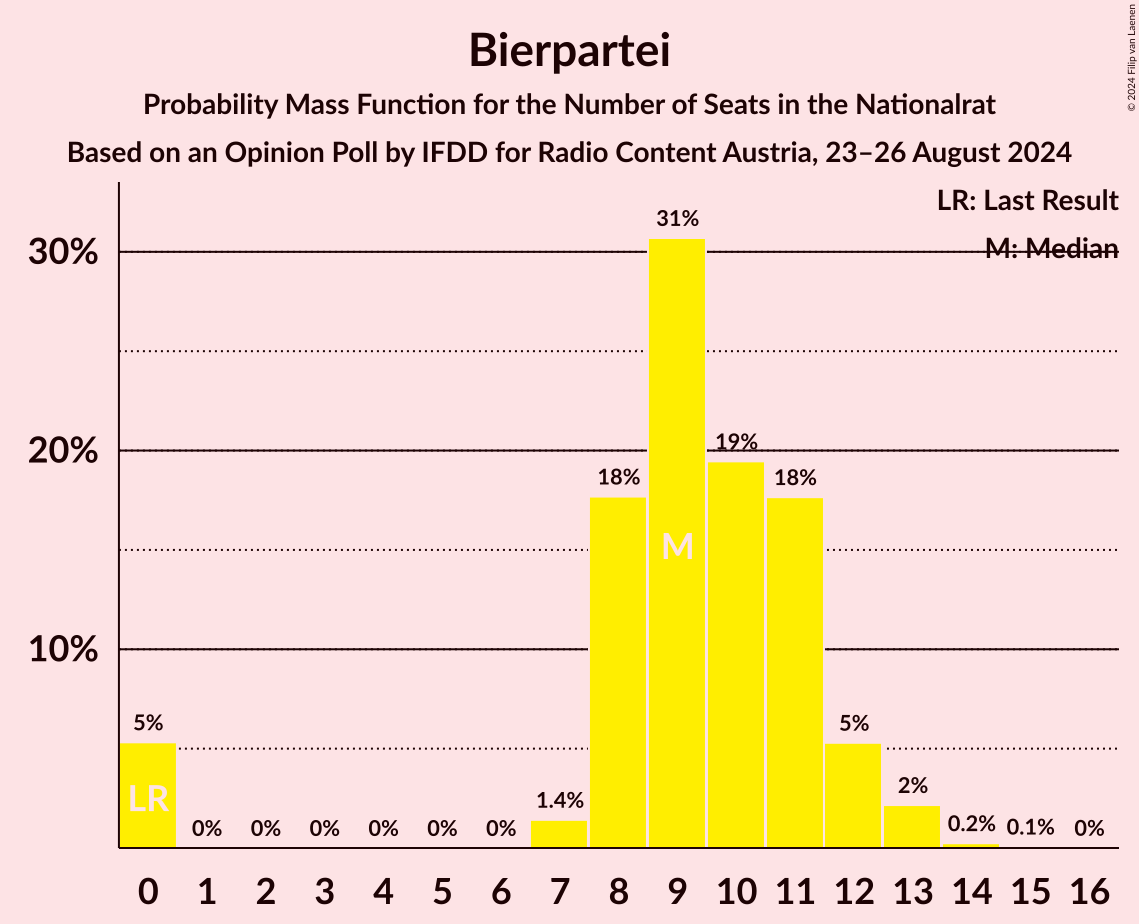 Bierpartei
Probability Mass Function for the Number of Seats in the Nationalrat
Based on an Opinion Poll by IFDD for Radio Content Austria, 23–26 August 2024
© 2024 Filip van Laenen
LR: Last Result
M: Median
30%
20%
10%
5% 0% 0% 0% 0% 0% 0% 1.4% 18% 31% 19% 18% 5% 2% 0.2% 0.1% 0%
LR
M
0 1 2 3 4 5 6 7 8 9 10 11 12 13 14 15 16